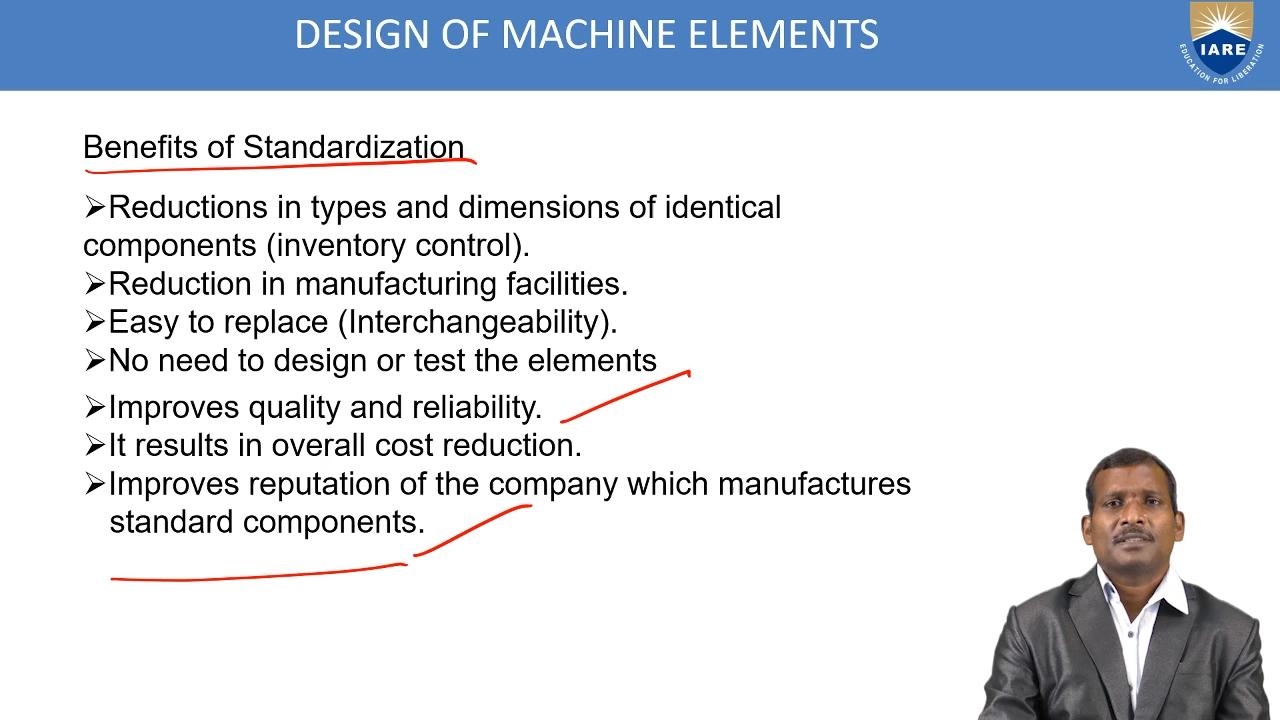 DESIGN OF MACHINE ELEMENTS
IARE
EDUCATION FOR LIBERATION
Benefits of Standardization
➢Reductions in types and dimensions of identical
components (inventory control).
➢Reduction in manufacturing facilities.
➢Easy to replace (Interchangeability).
➢No need to design or test the elements
➢Improves quality and reliability.
➢It results in overall cost reduction.
➢Improves reputation of the company which manufactures
standard components.